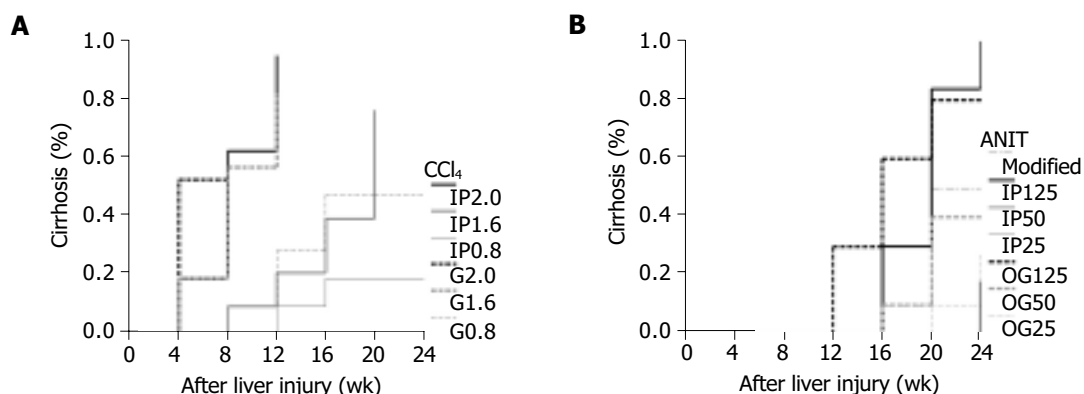 A
Cirrhosis (%)
1.0
0.8
0.6
0.4
0.2
0.0
0 4 8 12 16 20 24
After liver injury (wk)
CCl₄
IP2.0
IP1.6
IP0.8
G2.0
G1.6
G0.8
B
Cirrhosis (%)
1.0
0.8
0.6
0.4
0.2
0.0
0 4 8 12 16 20 24
After liver injury (wk)
ANIT
Modified
IP125
IP50
IP25
OG125
OG50
OG25